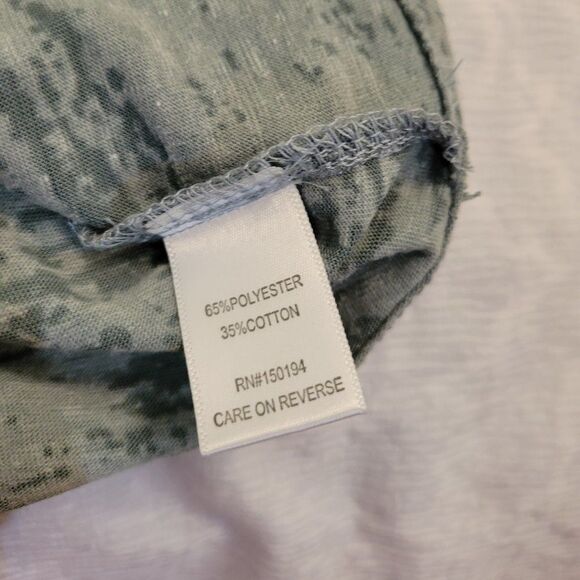 65%POLYESTER
35%COTTON
RN#150194
CARE ON REVERSE